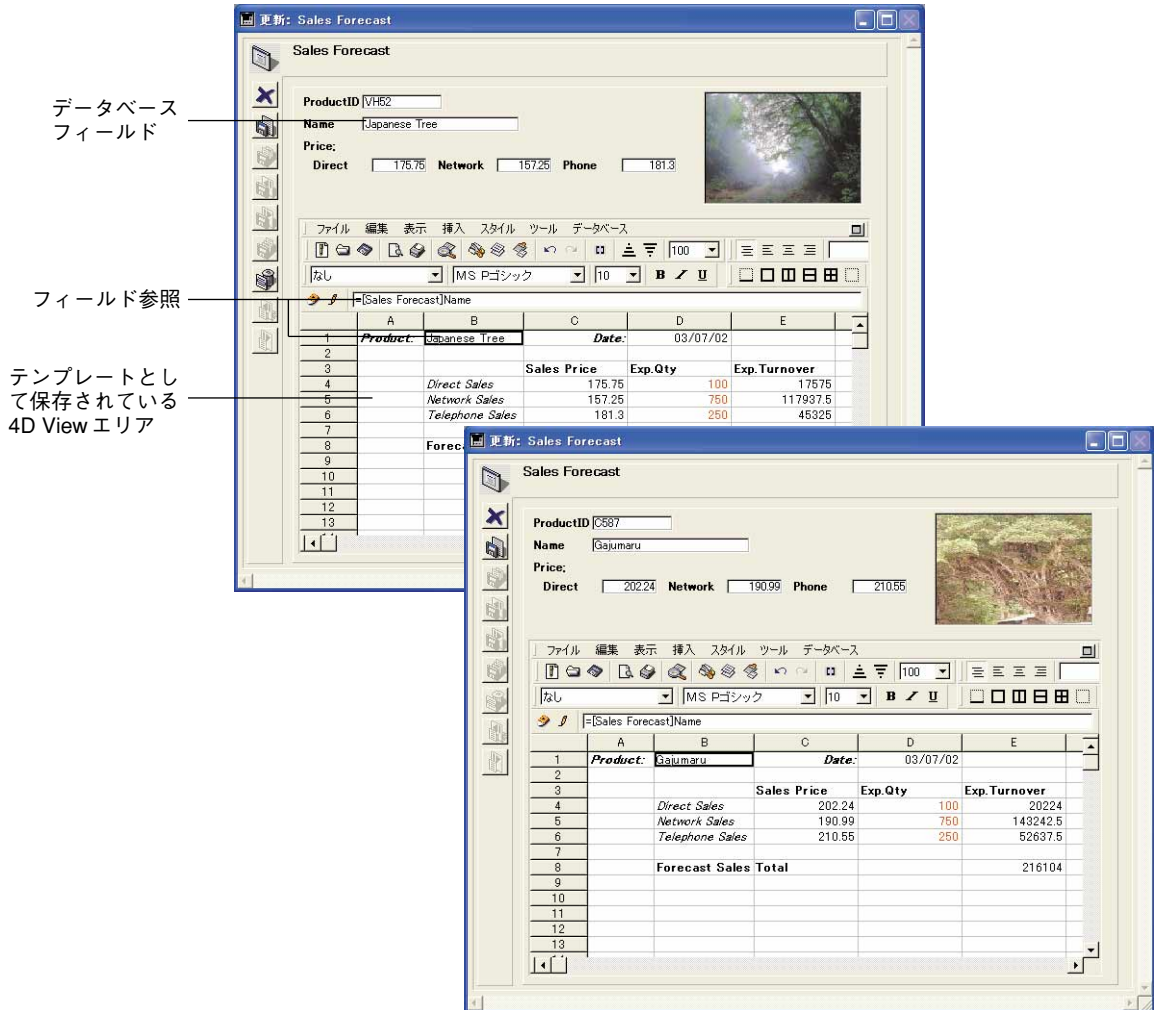 更新: Sales Forecast
Sales Forecast
データベース
フィールド
ProductID VH52
Name Japanese Tree
Price;
Direct 175.75 Network 157.25 Phone 181.3
ファイル 編集 表示 挿入 スタイル ツール データベース
100
なし MS Pゴシック 10 B I U
フィールド参照
=[Sales Forecast]Name
A B C D E
1 Product: Japanese Tree Date: 03/07/02
2
3 Sales Price Exp.Qty Exp.Turnover
4 Direct Sales 175.75 100 17575
テンプレートとし
て保存されている
4D View エリア
5 Network Sales 157.25 750 117937.5
6 Telephone Sales 181.3 250 45325
7
8 Forec
9
10
11
12
13
更新: Sales Forecast
Sales Forecast
ProductID C587
Name Gajumaru
Price;
Direct 202.24 Network 190.99 Phone 210.55
ファイル 編集 表示 挿入 スタイル ツール データベース
100
なし MS Pゴシック 10 B I U
=[Sales Forecast]Name
A B C D E
1 Product: Gajumaru Date: 03/07/02
2
3 Sales Price Exp.Qty Exp.Turnover
4 Direct Sales 202.24 100 20224
5 Network Sales 190.99 750 143242.5
6 Telephone Sales 210.55 250 52637.5
7
8 Forecast Sales Total 216104
9
10
11
12
13